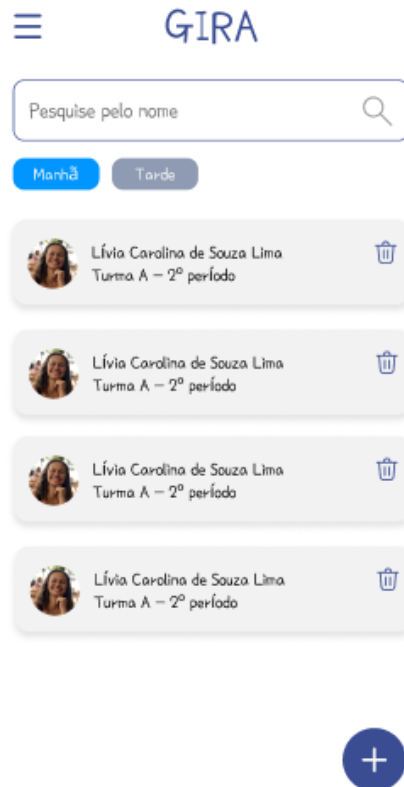 GIRA
Pesquise pelo nome
Manhã
Tarde
Lívia Carolina de Souza Lima
Turma A – 2º período
Lívia Carolina de Souza Lima
Turma A – 2º período
Lívia Carolina de Souza Lima
Turma A – 2º período
Lívia Carolina de Souza Lima
Turma A – 2º período